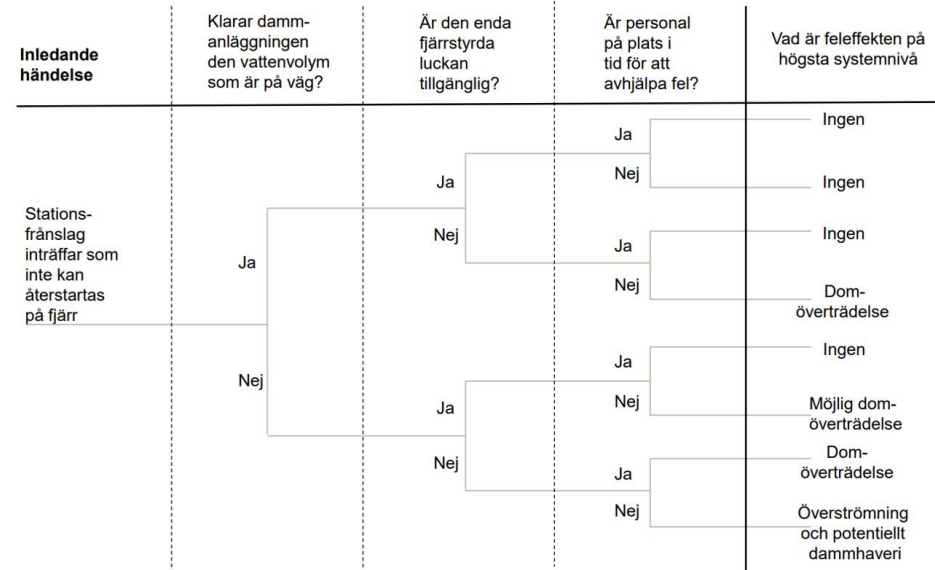 Inledande
händelse
Klarar damm-
anläggningen
den vattenvolym
som är på väg?
Är den enda
fjärrstyrda
luckan
tillgänglig?
Är personal
på plats i
tid för att
avhjälpa fel?
Vad är feleffekten på
högsta systemnivå
Stations-
frånslag
inträffar som
inte kan
återstartas
på fjärr
Ja
Nej
Ja
Nej
Ja
Nej
Ja
Nej
Ja
Nej
Ja
Nej
Ja
Nej
Ingen
Ingen
Ingen
Dom-
överträdelse
Ingen
Möjlig dom-
överträdelse
Dom-
överträdelse
Överströmning
och potentiellt
dammhaveri